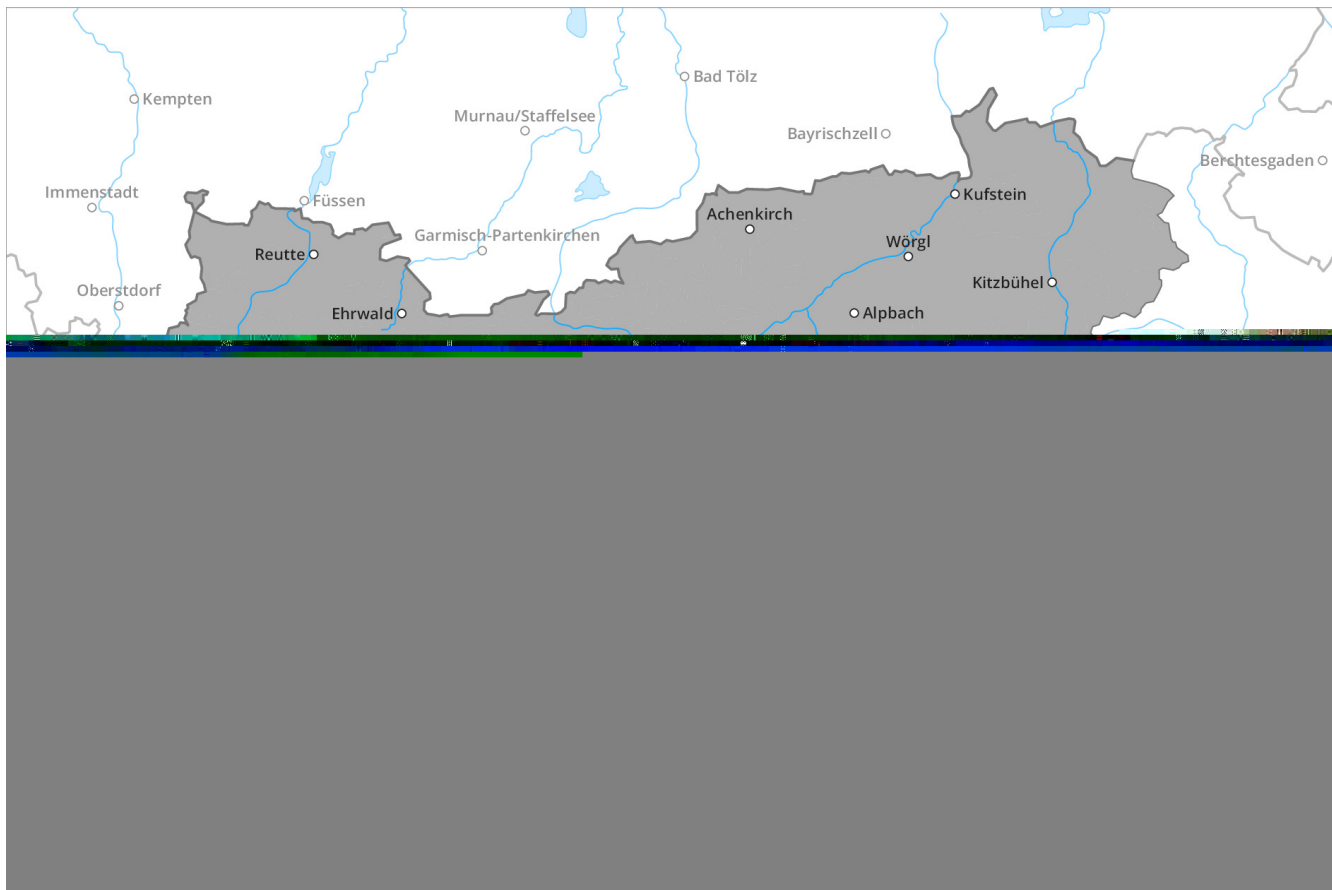 Bad Tölz
Kempten
Murnau/Staffelsee
Bayrischzell
Berchtesgaden
Immenstadt
Füssen
Kufstein
Achenkirch
Garmisch-Partenkirchen
Wörgl
Reutte
Kitzbühel
Oberstdorf
Ehrwald
Alpbach